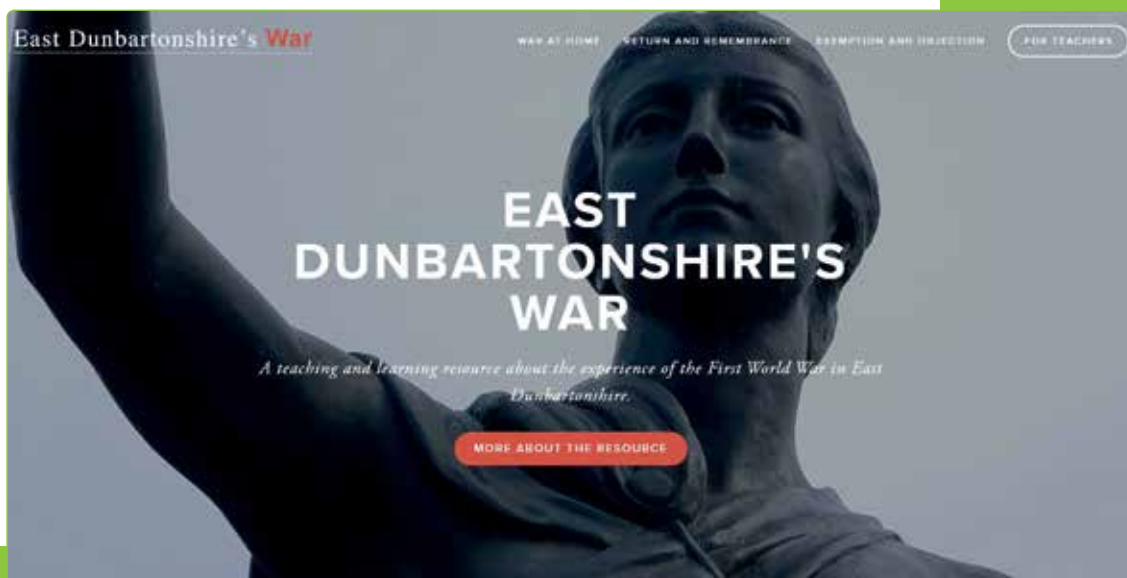 East Dunbartonshire's War
WAR AT HOME RETURN AND REMEMBRANCE EXEMPTION AND OBJECTION FOR TEACHERS
EAST
DUNBARTONSHIRE'S
WAR
A teaching and learning resource about the experience of the First World War in East
Dunbartonshire.
MORE ABOUT THE RESOURCE